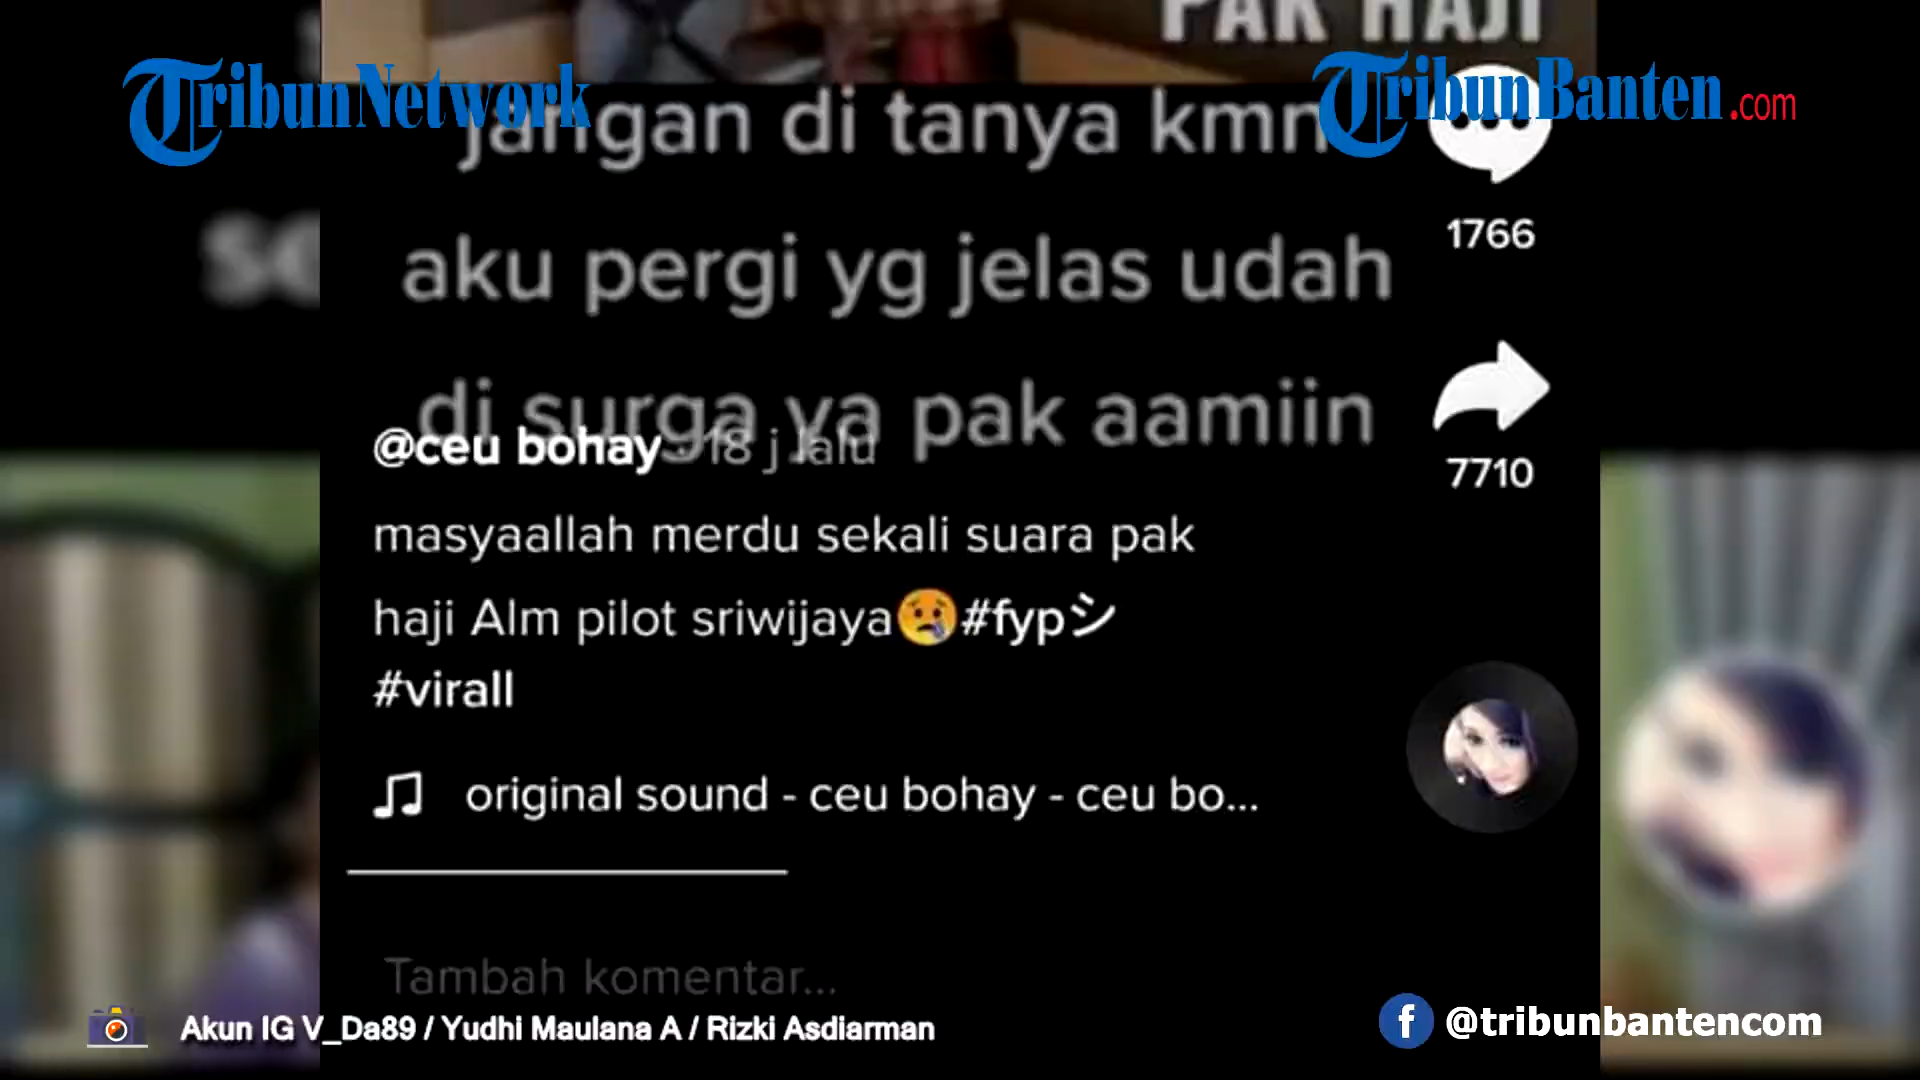 PAK HAJI
TribunNetwork
TribunBanten.com
jangan di tanya kmn
1766
aku pergi yg jelas udah
di surga ya pak aamiin
7710
@ceu bohay · 18 j lalu
masyaallah merdu sekali suara pak
haji Alm pilot sriwijaya😢#fypシ
#virall
original sound - ceu bohay - ceu bo...
Tambah komentar...
Akun IG V_Da89 / Yudhi Maulana A / Rizki Asdiarman
@tribunbantencom